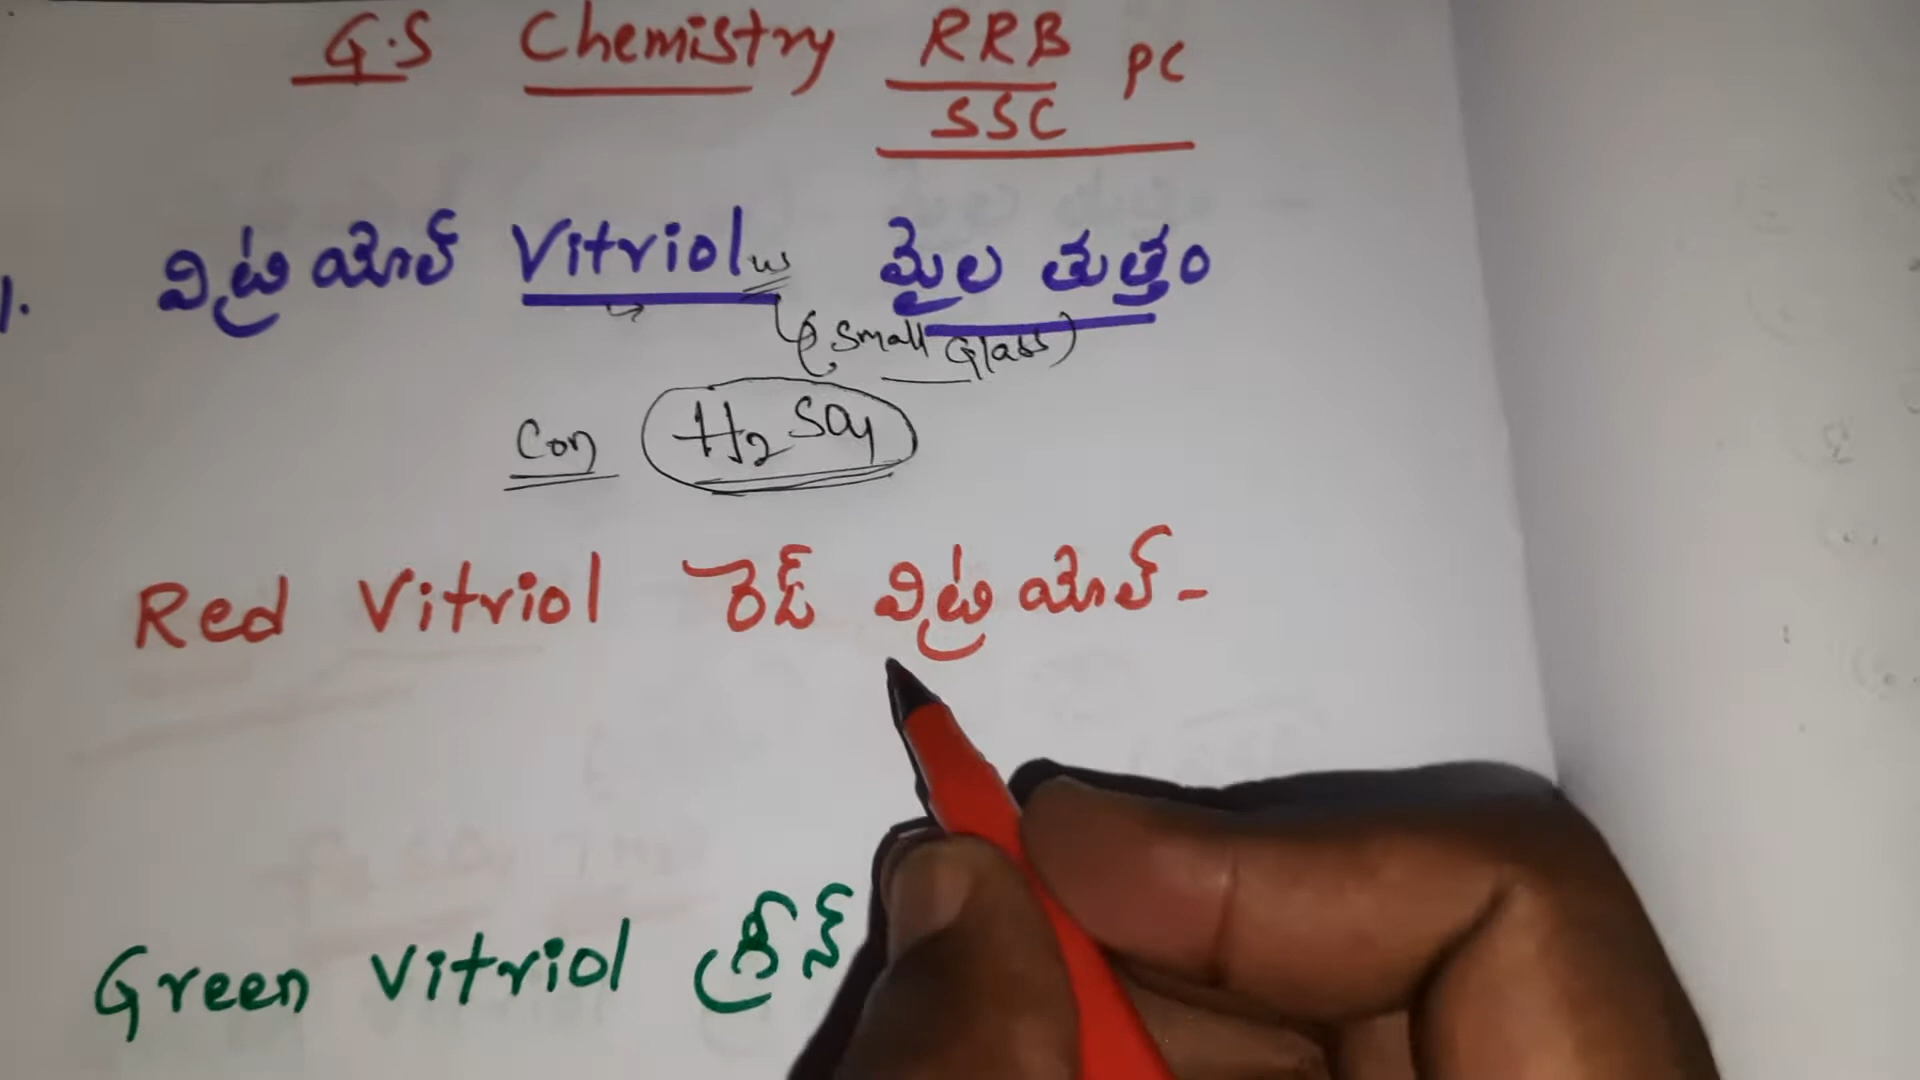 G.S Chemistry RRB PC
SSC
1. విట్రియోల్ Vitriol మైల తుత్తం
(Small Glass)
Con H₂SO₄
Red Vitriol రెడ్ విట్రియోల్ -
Green Vitriol గ్రీన్